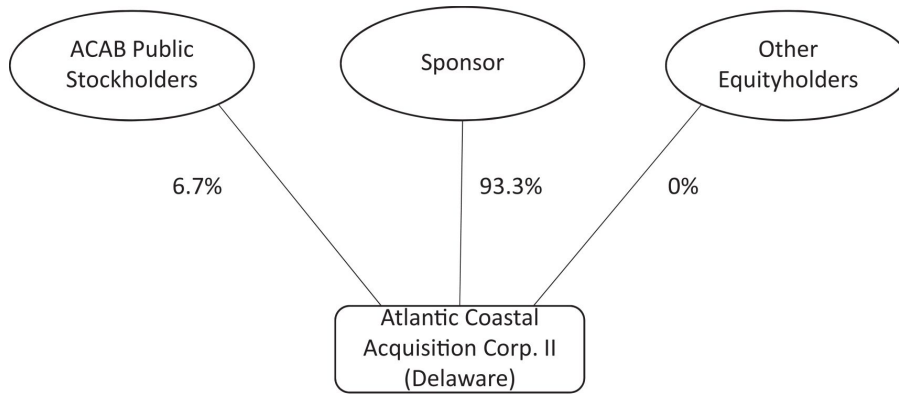 ACAB Public
Stockholders
Sponsor
Other
Equityholders
6.7%
93.3%
0%
Atlantic Coastal
Acquisition Corp. II
(Delaware)